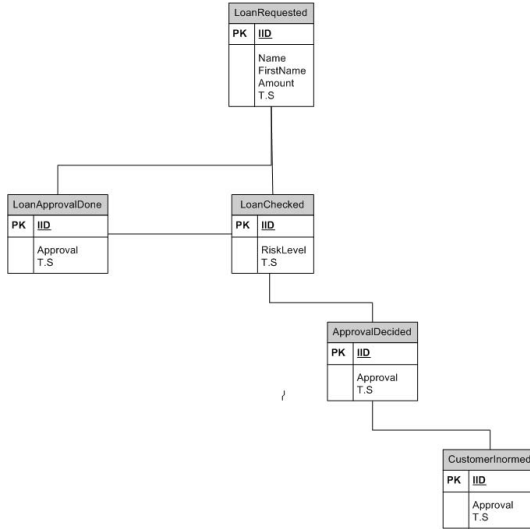 LoanRequested
PK IID
Name
FirstName
Amount
T.S
LoanApprovalDone
PK IID
Approval
T.S
LoanChecked
PK IID
RiskLevel
T.S
ApprovalDecided
PK IID
Approval
T.S
CustomerInormed
PK IID
Approval
T.S